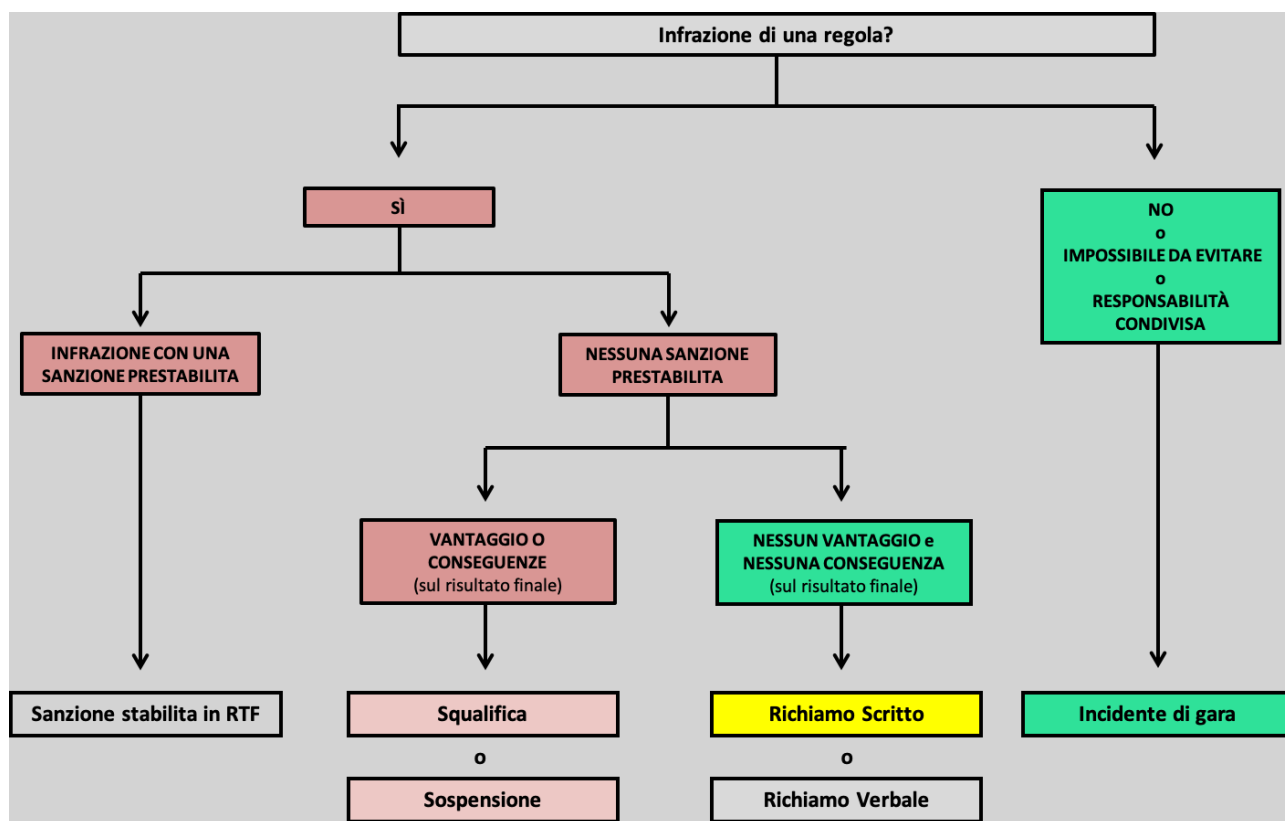 Infrazione di una regola?
SÌ
NO
o
IMPOSSIBILE DA EVITARE
o
RESPONSABILITÀ
CONDIVISA
INFRAZIONE CON UNA
SANZIONE PRESTABILITA
NESSUNA SANZIONE
PRESTABILITA
VANTAGGIO O
CONSEGUENZE
(sul risultato finale)
NESSUN VANTAGGIO e
NESSUNA CONSEGUENZA
(sul risultato finale)
Sanzione stabilita in RTF
Squalifica
o
Sospensione
Richiamo Scritto
o
Richiamo Verbale
Incidente di gara